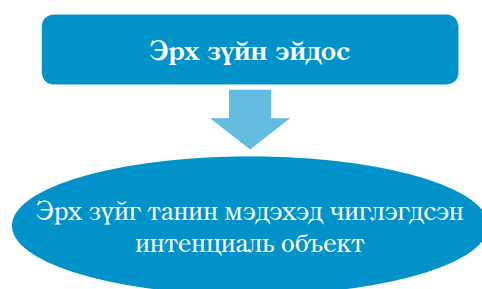 Эрх зүйн эйдос
Эрх зүйг танин мэдэхэд чиглэгдсэн
интенциаль объект